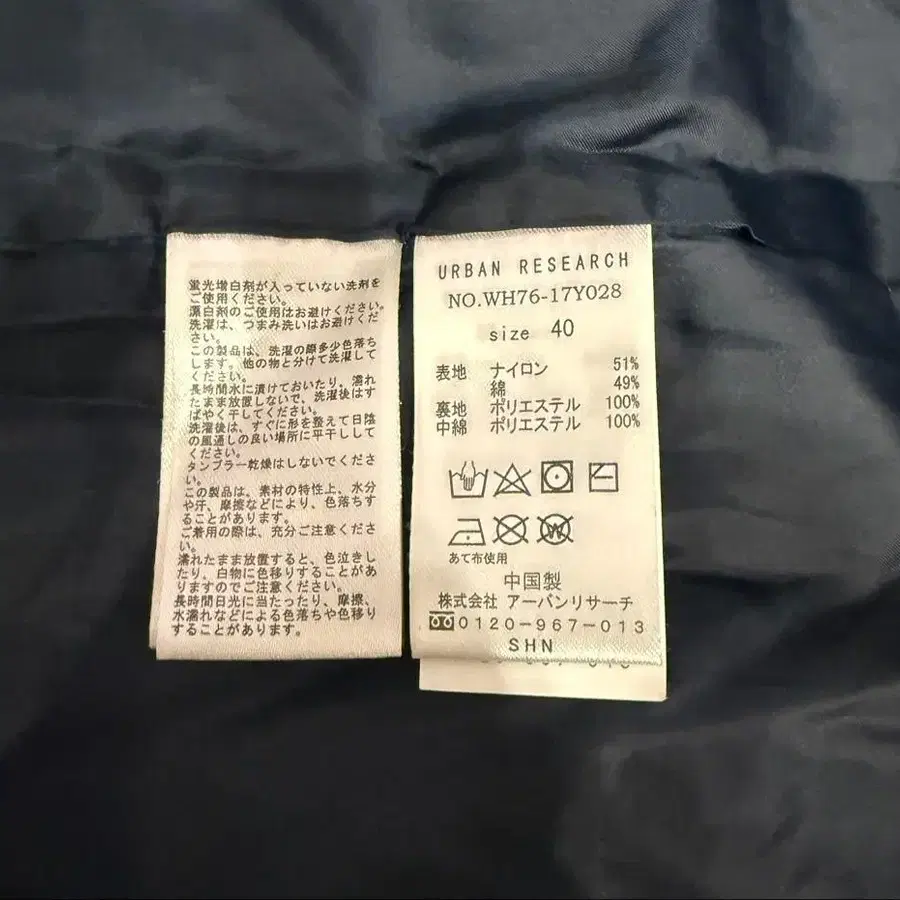 蛍光増白剤が入っていない洗剤を
ご使用ください。
漂白剤のご使用はお避けください。
洗濯は、つまみ洗いはお避けくだ
さい。
この製品は、洗濯の際多少色落ち
します。他の物と分けて洗濯して
ください。
長時間水に漬けておいたり、濡れ
たまま放置しないで、洗濯後はす
ばやく干してください。
洗濯後は、すぐに形を整えて日陰
の風通しの良い場所に平干しして
ください。
タンブラー乾燥はしないでくださ
い。
この製品は、素材の特性上、水分
や汗、摩擦などにより、色落ちす
ることがあります。
ご着用の際は、充分ご注意くださ
い。
濡れたまま放置すると、色泣きし
たり、白物に色移りすることがあ
りますのでご注意ください。
長時間日光に当たったり、摩擦、
水濡れなどによる色落ちや色移り
することがあります。
URBAN RESEARCH
NO.WH76-17Y028
size 40
表地 ナイロン 51%
綿 49%
裏地 ポリエステル 100%
中綿 ポリエステル 100%
あて布使用
中国製
株式会社 アーバンリサーチ
0120-967-013
SHN